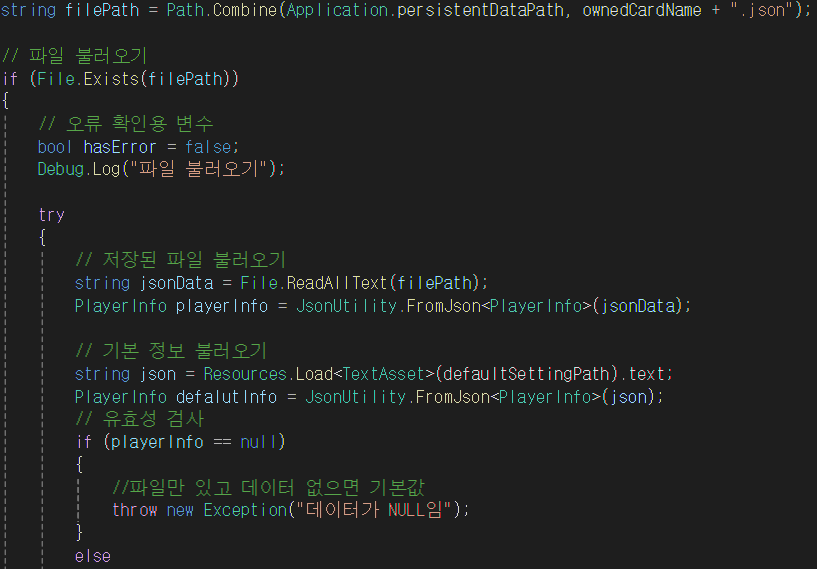 string filePath = Path.Combine(Application.persistentDataPath, ownedCardName + ".json");
// 파일 불러오기
if (File.Exists(filePath))
{
// 오류 확인용 변수
bool hasError = false;
Debug.Log("파일 불러오기");
try
{
// 저장된 파일 불러오기
string jsonData = File.ReadAllText(filePath);
PlayerInfo playerInfo = JsonUtility.FromJson<PlayerInfo>(jsonData);
// 기본 정보 불러오기
string json = Resources.Load<TextAsset>(defaultSettingPath).text;
PlayerInfo defalutInfo = JsonUtility.FromJson<PlayerInfo>(json);
// 유효성 검사
if (playerInfo == null)
{
//파일만 있고 데이터 없으면 기본값
throw new Exception("데이터가 NULL임");
}
else